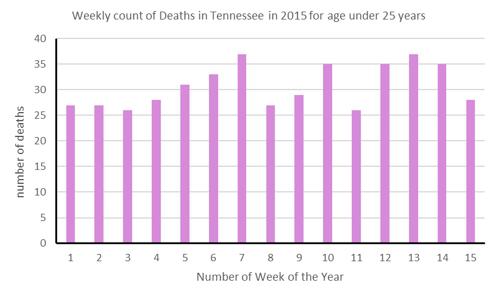 Weekly count of Deaths in Tennessee in 2015 for age under 25 years
number of deaths
40
35
30
25
20
15
10
5
0
1 2 3 4 5 6 7 8 9 10 11 12 13 14 15
Number of Week of the Year